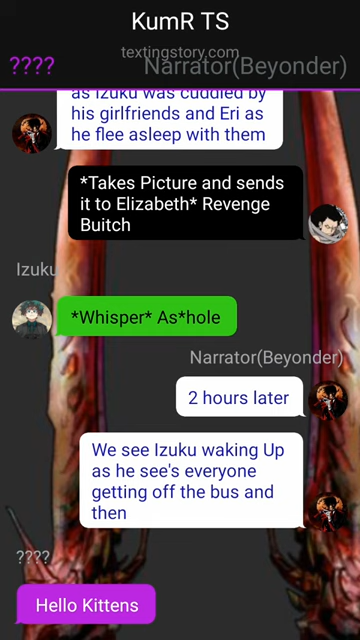 KumR TS
textingstory.com
????
Narrator(Beyonder)
as Izuku was cuddled by
his girlfriends and Eri as
he flee asleep with them
*Takes Picture and sends
it to Elizabeth* Revenge
Buitch
Izuku
*Whisper* As*hole
Narrator(Beyonder)
2 hours later
We see Izuku waking Up
as he see's everyone
getting off the bus and
then
????
Hello Kittens